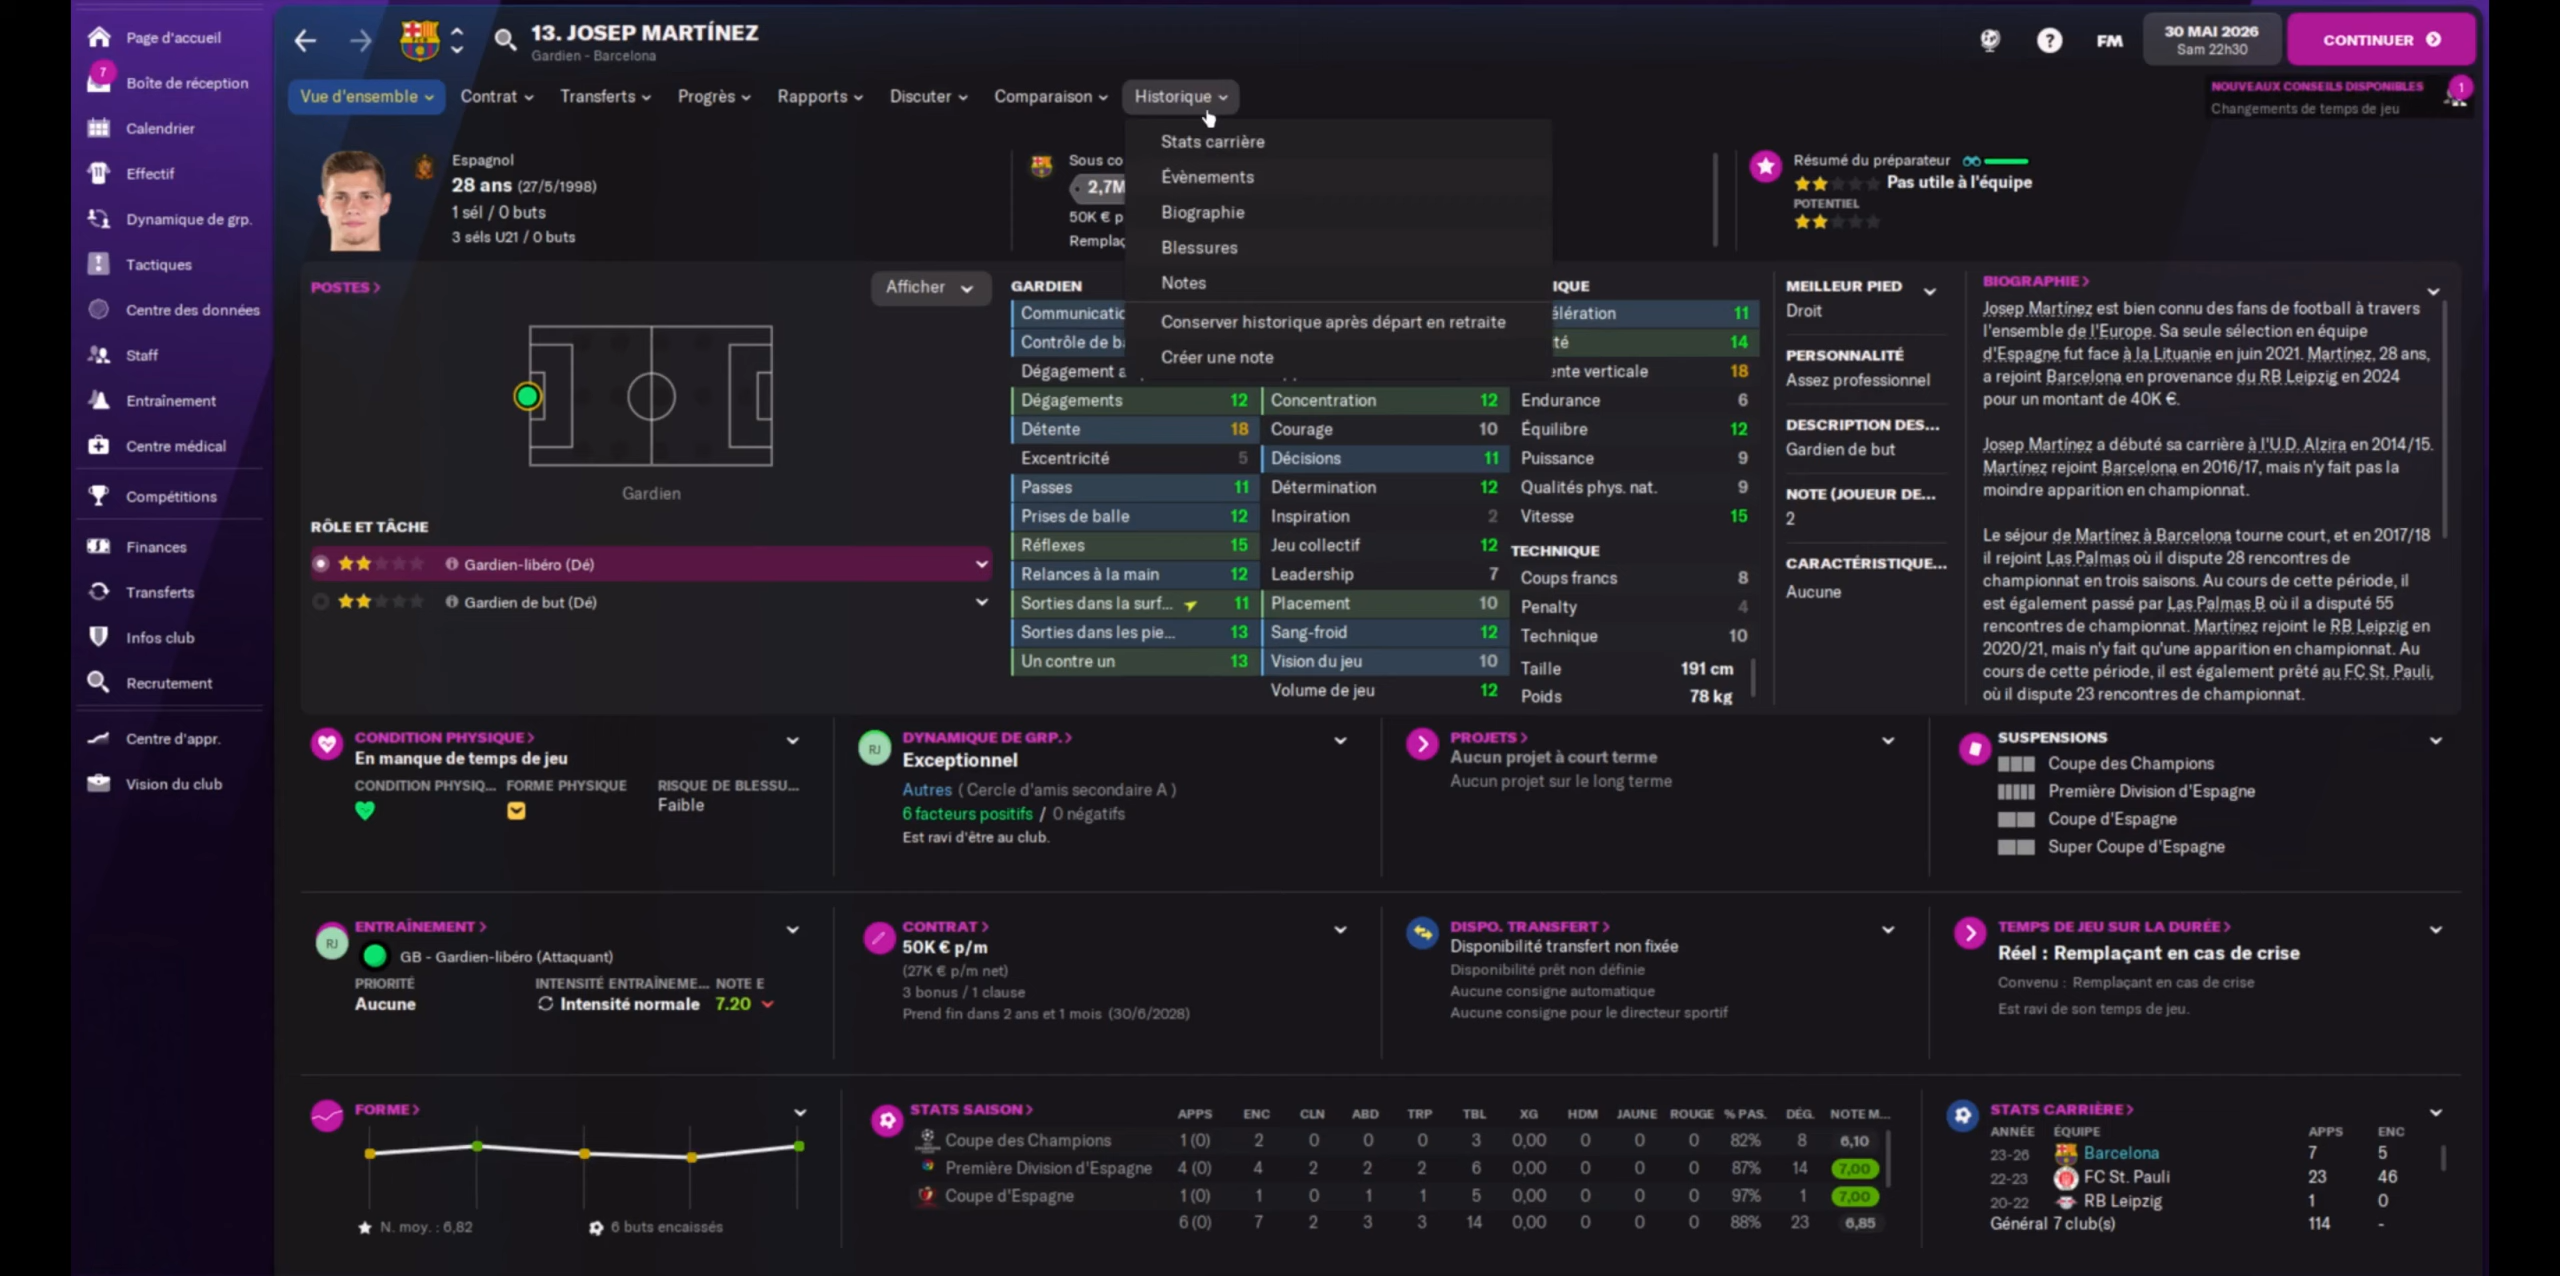 Page d'accueil
7
Boîte de réception
Calendrier
Effectif
Dynamique de grp.
Tactiques
Centre des données
Staff
Entraînement
Centre médical
Compétitions
Finances
Transferts
Infos club
Recrutement
Centre d'appr.
Vision du club
13. JOSEP MARTÍNEZ
Gardien - Barcelona
?
FM
30 MAI 2026
Sam 22h30
CONTINUER
Vue d'ensemble
Contrat
Transferts
Progrès
Rapports
Discuter
Comparaison
Historique
NOUVEAUX CONSEILS DISPONIBLES
Changements de temps de jeu
1
Stats carrière
Évènements
Biographie
Blessures
Notes
Conserver historique après départ en retraite
Créer une note
Espagnol
28 ans (27/5/1998)
1 sél / 0 buts
3 séls U21 / 0 buts
Sous co
2,7M
50K € p
Remplaç
Résumé du préparateur
Pas utile à l'équipe
POTENTIEL
POSTES
Afficher
Gardien
RÔLE ET TÂCHE
Gardien-libéro (Dé)
Gardien de but (Dé)
GARDIEN
Communicatio
Contrôle de ba
Dégagement a
Dégagements 12
Détente 18
Excentricité 5
Passes 11
Prises de balle 12
Réflexes 15
Relances à la main 12
Sorties dans la surf... 11
Sorties dans les pie... 13
Un contre un 13
Concentration 12
Courage 10
Décisions 11
Détermination 12
Inspiration 2
Jeu collectif 12
Leadership 7
Placement 10
Sang-froid 12
Vision du jeu 10
Volume de jeu 12
IQUE
élération 11
té 14
ente verticale 18
Endurance 6
Équilibre 12
Puissance 9
Qualités phys. nat. 9
Vitesse 15
TECHNIQUE
Coups francs 8
Penalty 4
Technique 10
Taille 191 cm
Poids 78 kg
MEILLEUR PIED
Droit
PERSONNALITÉ
Assez professionnel
DESCRIPTION DES...
Gardien de but
NOTE (JOUEUR DE...
2
CARACTÉRISTIQUE...
Aucune
BIOGRAPHIE
Josep Martínez est bien connu des fans de football à travers
l'ensemble de l'Europe. Sa seule sélection en équipe
d'Espagne fut face à la Lituanie en juin 2021. Martínez, 28 ans,
a rejoint Barcelona en provenance du RB Leipzig en 2024
pour un montant de 40K €.
Josep Martínez a débuté sa carrière à l'U.D. Alzira en 2014/15.
Martínez rejoint Barcelona en 2016/17, mais n'y fait pas la
moindre apparition en championnat.
Le séjour de Martínez à Barcelona tourne court, et en 2017/18
il rejoint Las Palmas où il dispute 28 rencontres de
championnat en trois saisons. Au cours de cette période, il
est également passé par Las Palmas B où il a disputé 55
rencontres de championnat. Martínez rejoint le RB Leipzig en
2020/21, mais n'y fait qu'une apparition en championnat. Au
cours de cette période, il est également prêté au FC St. Pauli,
où il dispute 23 rencontres de championnat.
CONDITION PHYSIQUE
En manque de temps de jeu
CONDITION PHYSIQ... FORME PHYSIQUE RISQUE DE BLESSU...
Faible
RJ
DYNAMIQUE DE GRP.
Exceptionnel
Autres ( Cercle d'amis secondaire A )
6 facteurs positifs / 0 négatifs
Est ravi d'être au club.
PROJETS
Aucun projet à court terme
Aucun projet sur le long terme
SUSPENSIONS
Coupe des Champions
Première Division d'Espagne
Coupe d'Espagne
Super Coupe d'Espagne
RJ
ENTRAÎNEMENT
GB - Gardien-libéro (Attaquant)
PRIORITÉ INTENSITÉ ENTRAÎNEME... NOTE E
Aucune Intensité normale 7.20
CONTRAT
50K € p/m
(27K € p/m net)
3 bonus / 1 clause
Prend fin dans 2 ans et 1 mois (30/6/2028)
DISPO. TRANSFERT
Disponibilité transfert non fixée
Disponibilité prêt non définie
Aucune consigne automatique
Aucune consigne pour le directeur sportif
TEMPS DE JEU SUR LA DURÉE
Réel : Remplaçant en cas de crise
Convenu : Remplaçant en cas de crise
Est ravi de son temps de jeu.
FORME
N. moy. : 6,82
6 buts encaissés
STATS SAISON APPS ENC CLN ABD TRP TBL XG HDM JAUNE ROUGE % PAS. DÉG. NOTE M...
Coupe des Champions 1 (0) 2 0 0 0 3 0,00 0 0 0 82% 8 6,10
Première Division d'Espagne 4 (0) 4 2 2 2 6 0,00 0 0 0 87% 14 7,00
Coupe d'Espagne 1 (0) 1 0 1 1 5 0,00 0 0 0 97% 1 7,00
6 (0) 7 2 3 3 14 0,00 0 0 0 88% 23 6,85
STATS CARRIÈRE
ANNÉE ÉQUIPE APPS ENC
23-26 Barcelona 7 5
22-23 FC St. Pauli 23 46
20-22 RB Leipzig 1 0
Général 7 club(s) 114 -